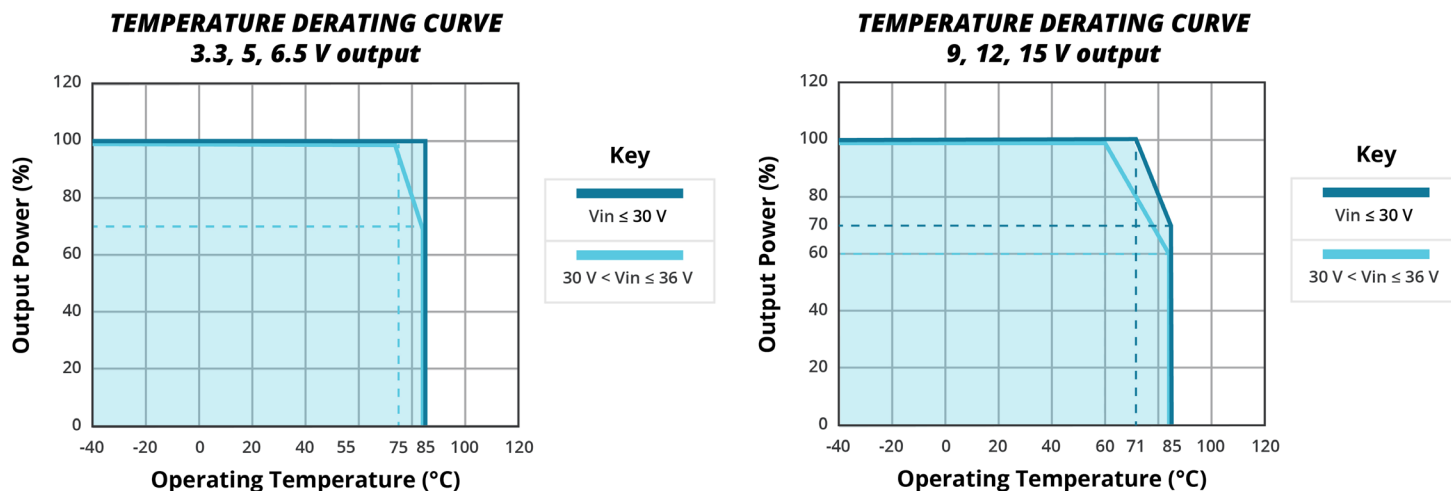 TEMPERATURE DERATING CURVE
3.3, 5, 6.5 V output
120
100
80
60
40
20
0
-40 -20 0 20 40 55 75 85 100 120
Output Power (%)
Operating Temperature (°C)
Key
Vin ≤ 30 V
30 V < Vin ≤ 36 V
TEMPERATURE DERATING CURVE
9, 12, 15 V output
120
100
80
70
60
40
20
0
-40 -20 0 20 40 60 71 85 100 120
Output Power (%)
Operating Temperature (°C)
Key
Vin ≤ 30 V
30 V < Vin ≤ 36 V